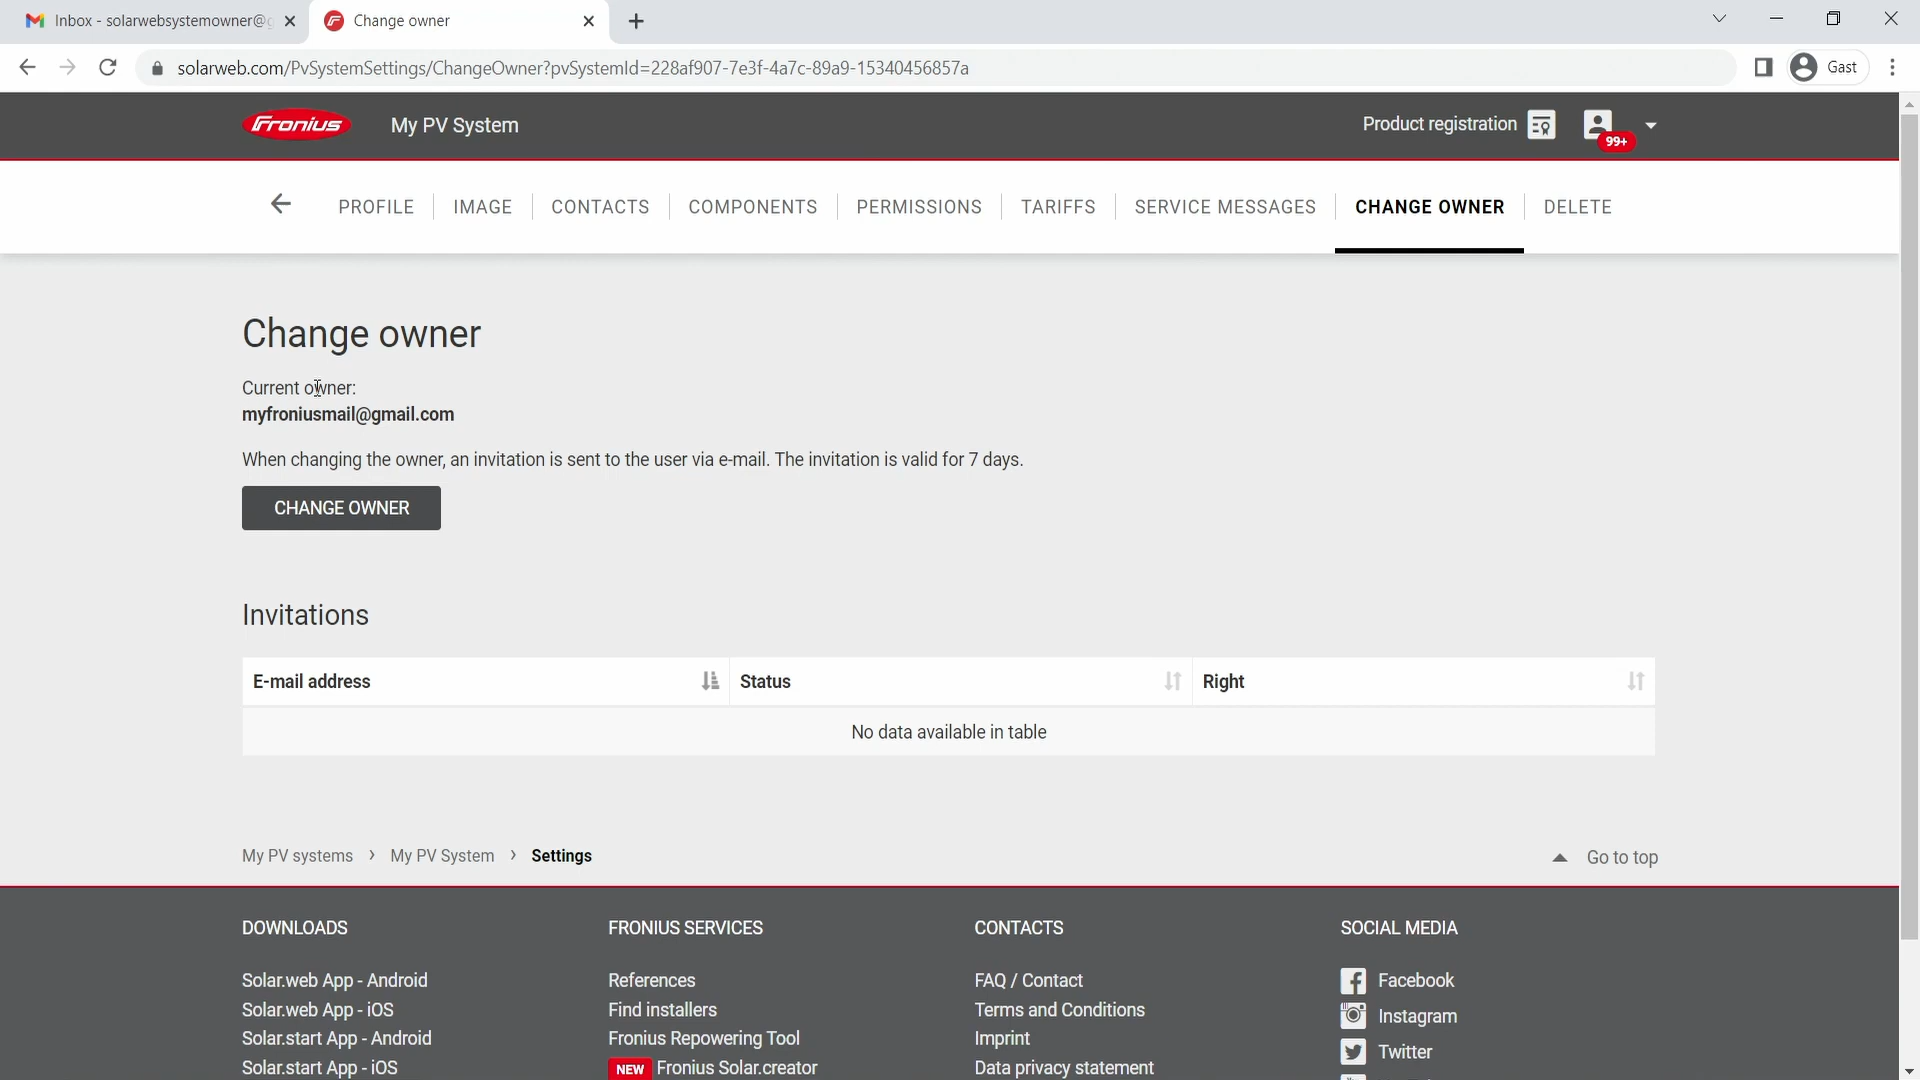 Inbox - solarwebsystemowner@g
Change owner
solarweb.com/PvSystemSettings/ChangeOwner?pvSystemId=228af907-7e3f-4a7c-89a9-15340456857a
Gast
Fronius
My PV System
Product registration
99+
PROFILE
IMAGE
CONTACTS
COMPONENTS
PERMISSIONS
TARIFFS
SERVICE MESSAGES
CHANGE OWNER
DELETE
Change owner
Current owner:
myfroniusmail@gmail.com
When changing the owner, an invitation is sent to the user via e-mail. The invitation is valid for 7 days.
CHANGE OWNER
Invitations
E-mail address
Status
Right
No data available in table
My PV systems › My PV System › Settings
Go to top
DOWNLOADS
Solar.web App - Android
Solar.web App - iOS
Solar.start App - Android
Solar.start App - iOS
FRONIUS SERVICES
References
Find installers
Fronius Repowering Tool
NEW Fronius Solar.creator
CONTACTS
FAQ / Contact
Terms and Conditions
Imprint
Data privacy statement
SOCIAL MEDIA
Facebook
Instagram
Twitter